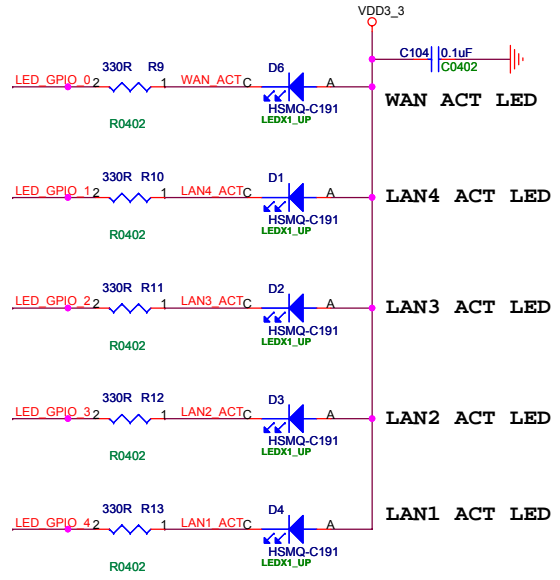 VDD3_3
C104 0.1uF
C0402
330R R9 D6
LED_GPIO_0 2 1 WAN_ACT C A
HSMQ-C191
LEDX1_UP
R0402
WAN ACT LED
330R R10 D1
LED_GPIO_1 2 1 LAN4_ACT C A
HSMQ-C191
LEDX1_UP
R0402
LAN4 ACT LED
330R R11 D2
LED_GPIO_2 2 1 LAN3_ACT C A
HSMQ-C191
LEDX1_UP
R0402
LAN3 ACT LED
330R R12 D3
LED_GPIO_3 2 1 LAN2_ACT C A
HSMQ-C191
LEDX1_UP
R0402
LAN2 ACT LED
330R R13 D4
LED_GPIO_4 2 1 LAN1_ACT C A
HSMQ-C191
LEDX1_UP
R0402
LAN1 ACT LED